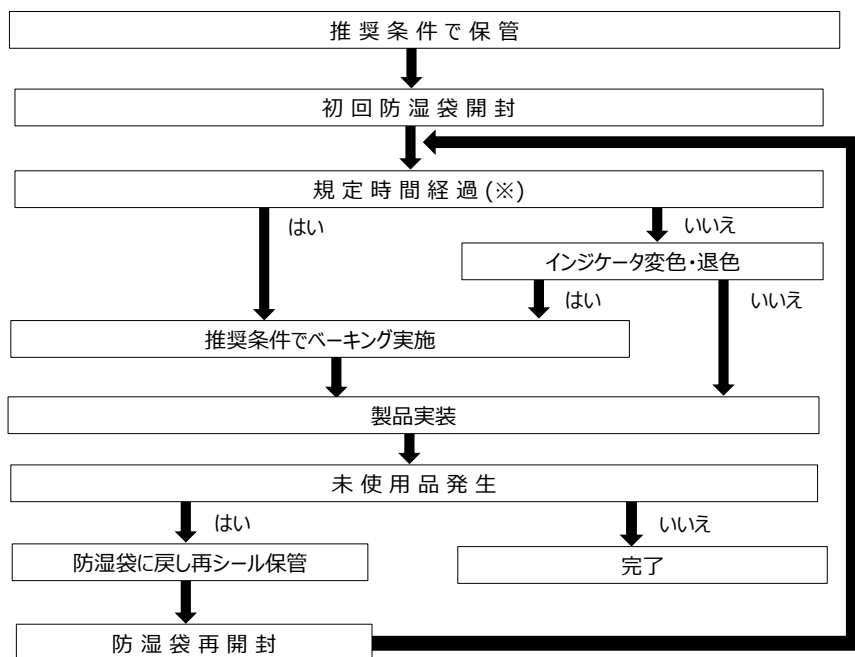 推奨条件で保管
初回防湿袋開封
規定時間経過(※)
はい
いいえ
インジケータ変色・退色
はい
いいえ
推奨条件でベーキング実施
製品実装
未使用品発生
はい
いいえ
防湿袋に戻し再シール保管
完了
防湿袋再開封